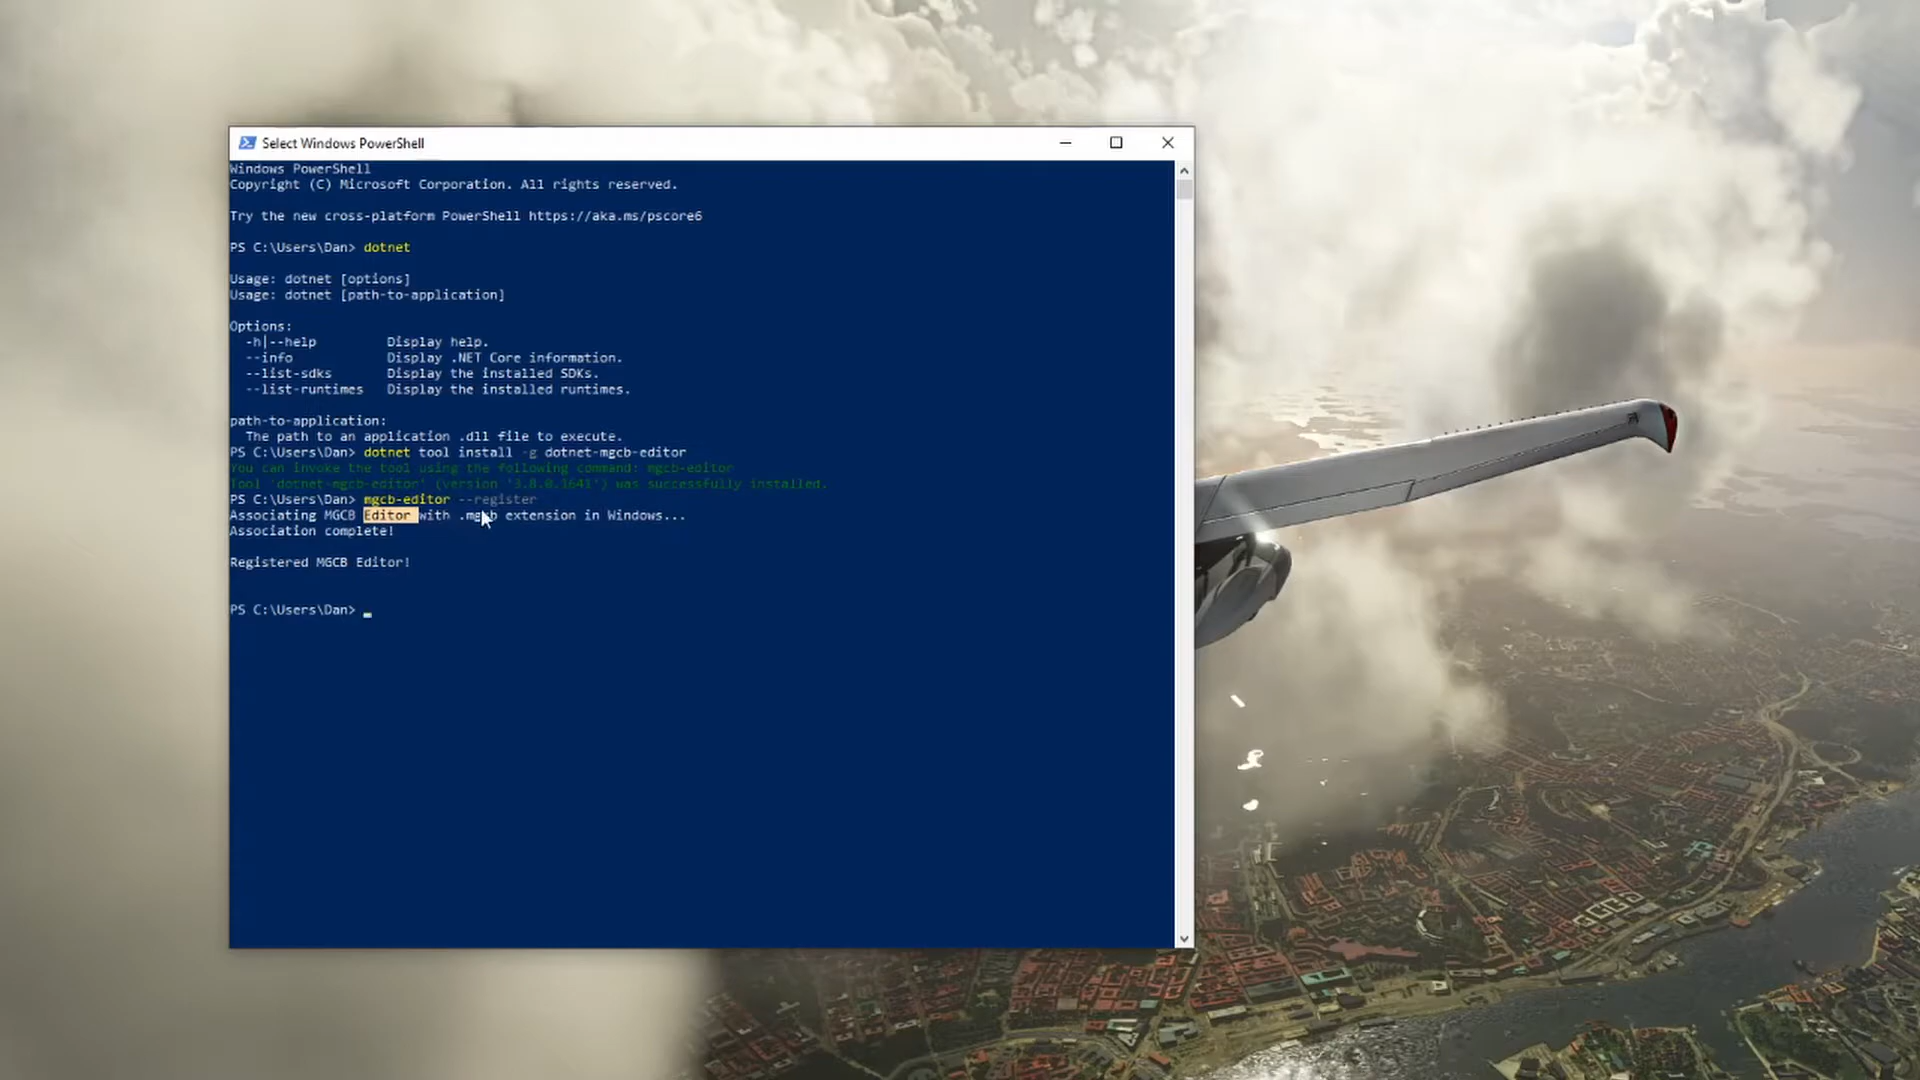 Select Windows PowerShell
Windows PowerShell
Copyright (C) Microsoft Corporation. All rights reserved.
Try the new cross-platform PowerShell https://aka.ms/pscore6
PS C:\Users\Dan> dotnet
Usage: dotnet [options]
Usage: dotnet [path-to-application]
Options:
-h|--help Display help.
--info Display .NET Core information.
--list-sdks Display the installed SDKs.
--list-runtimes Display the installed runtimes.
path-to-application:
The path to an application .dll file to execute.
PS C:\Users\Dan> dotnet tool install -g dotnet-mgcb-editor
You can invoke the tool using the following command: mgcb-editor
Tool 'dotnet-mgcb-editor' (version '3.8.0.1641') was successfully installed.
PS C:\Users\Dan> mgcb-editor --register
Associating MGCB Editor with .mgcb extension in Windows...
Association complete!
Registered MGCB Editor!
PS C:\Users\Dan>